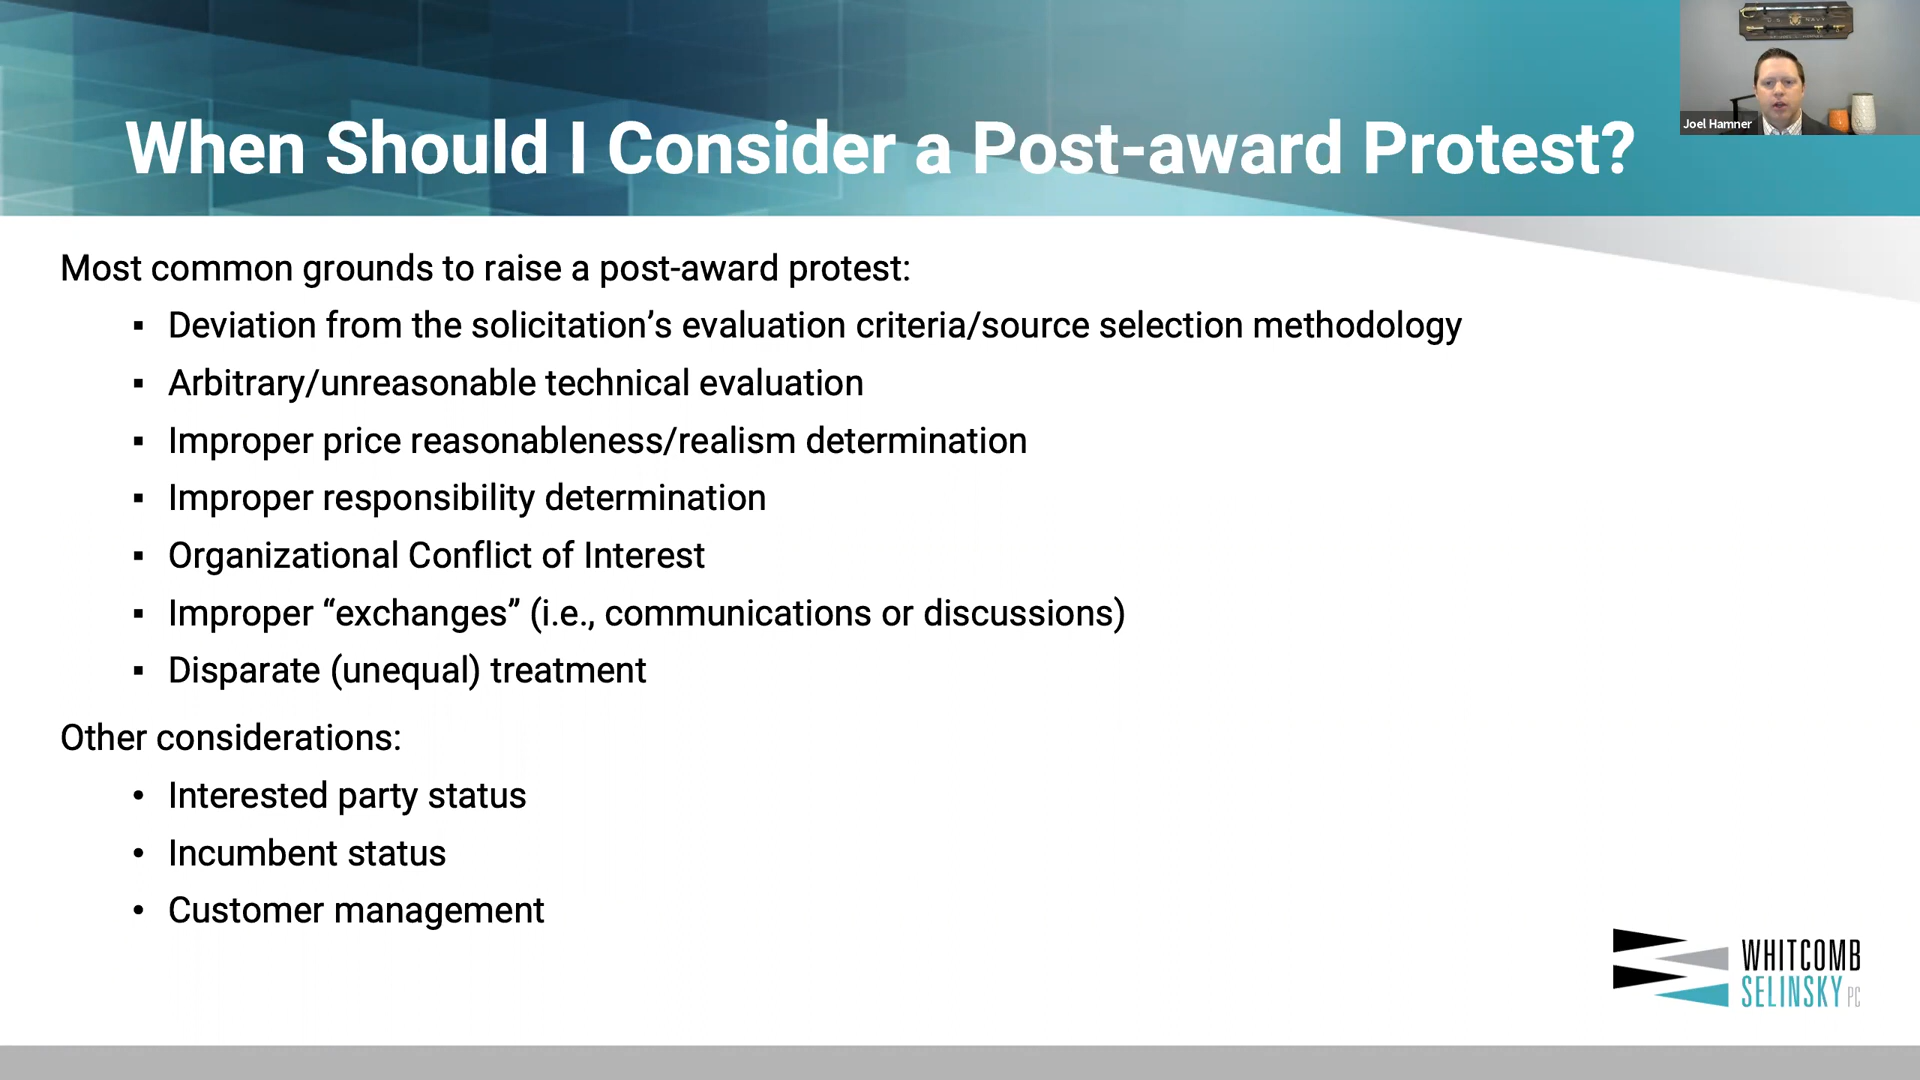 U.S. NAVY
Joel Hamner
When Should I Consider a Post-award Protest?
Most common grounds to raise a post-award protest:
▪ Deviation from the solicitation’s evaluation criteria/source selection methodology
▪ Arbitrary/unreasonable technical evaluation
▪ Improper price reasonableness/realism determination
▪ Improper responsibility determination
▪ Organizational Conflict of Interest
▪ Improper “exchanges” (i.e., communications or discussions)
▪ Disparate (unequal) treatment
Other considerations:
• Interested party status
• Incumbent status
• Customer management
WHITCOMB
SELINSKY PC